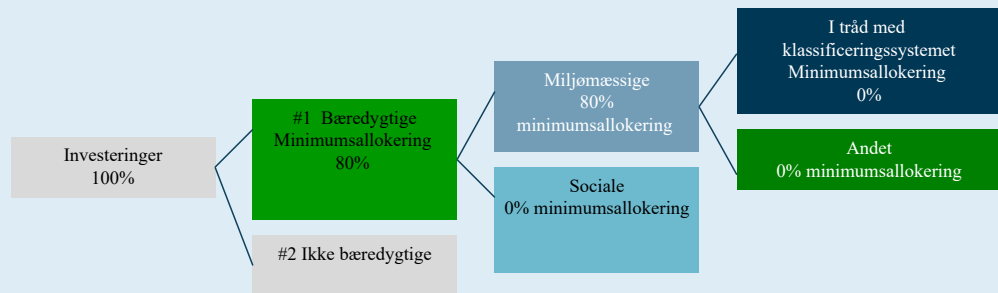 Investeringer
100%
#1 Bæredygtige
Minimumsallokering
80%
#2 Ikke bæredygtige
Miljømæssige
80%
minimumsallokering
Sociale
0% minimumsallokering
I tråd med
klassificeringssystemet
Minimumsallokering
0%
Andet
0% minimumsallokering